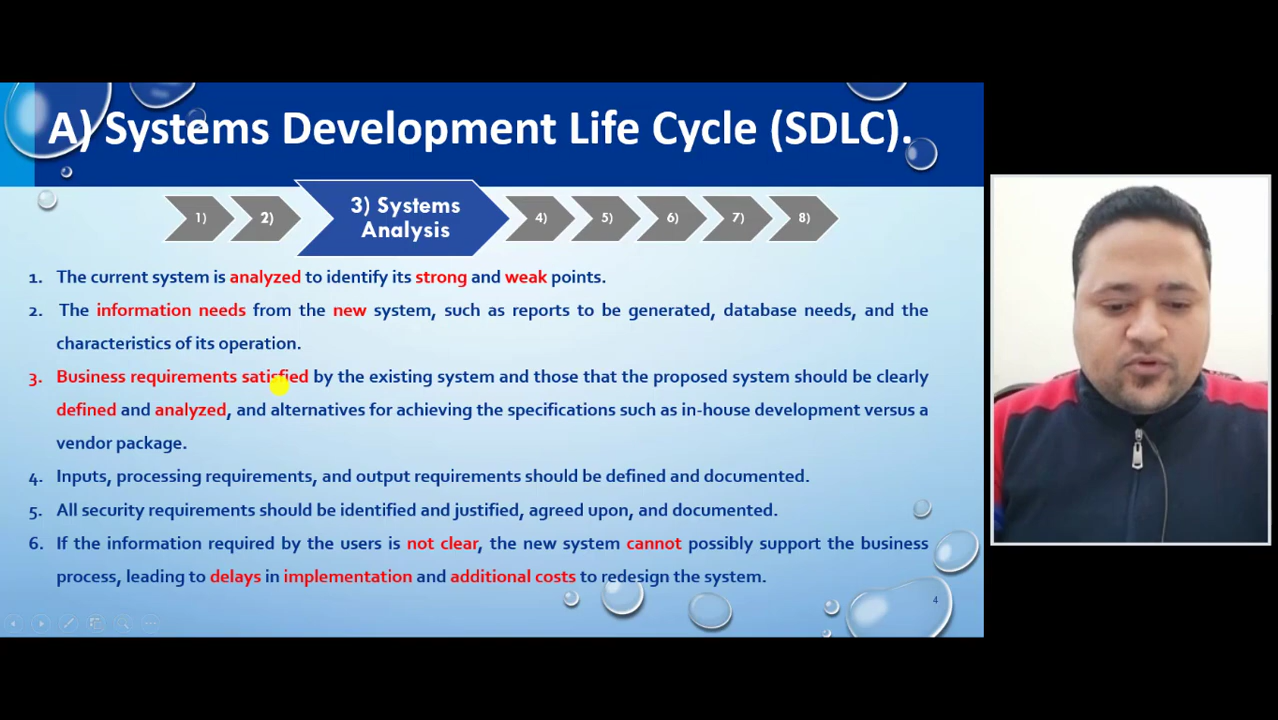 A) Systems Development Life Cycle (SDLC).
1)
2)
3) Systems
Analysis
4)
5)
6)
7)
8)
1. The current system is analyzed to identify its strong and weak points.
2. The information needs from the new system, such as reports to be generated, database needs, and the
characteristics of its operation.
3. Business requirements satisfied by the existing system and those that the proposed system should be clearly
defined and analyzed, and alternatives for achieving the specifications such as in-house development versus a
vendor package.
4. Inputs, processing requirements, and output requirements should be defined and documented.
5. All security requirements should be identified and justified, agreed upon, and documented.
6. If the information required by the users is not clear, the new system cannot possibly support the business
process, leading to delays in implementation and additional costs to redesign the system.
4